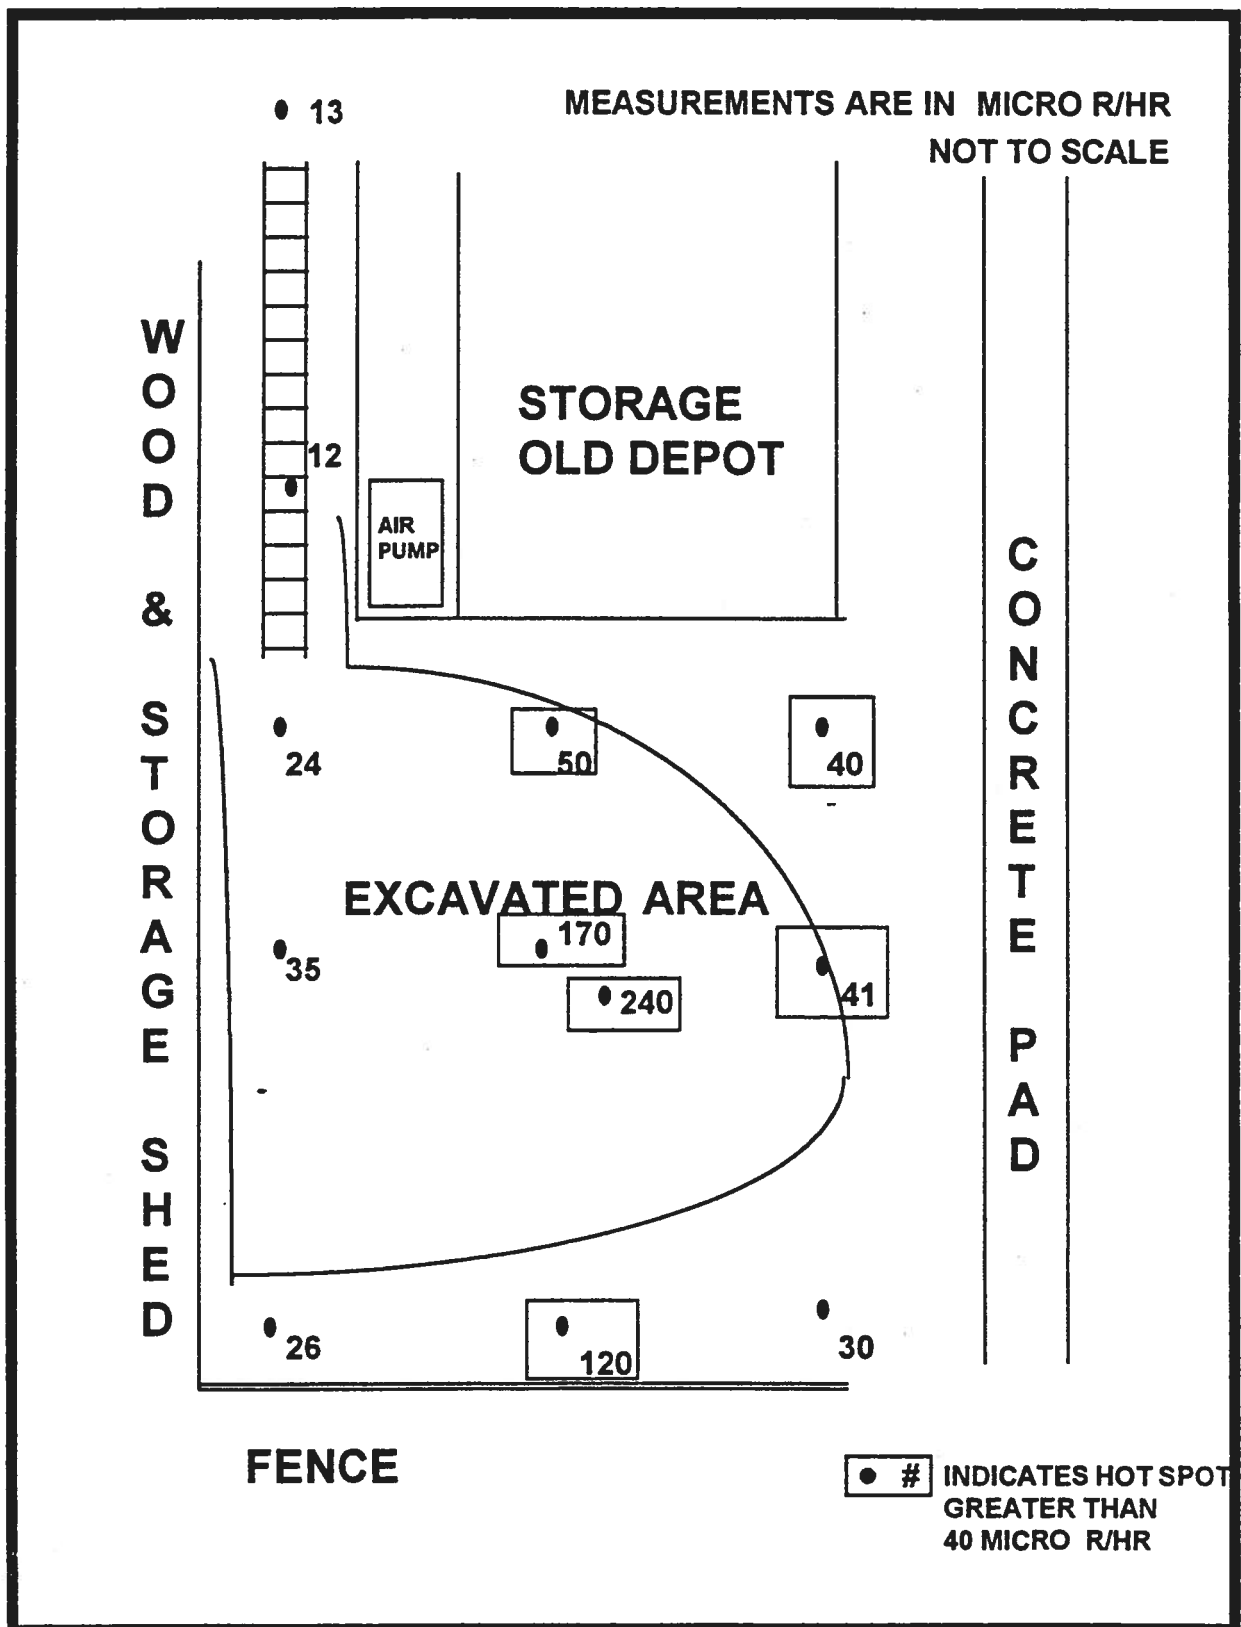 13
MEASUREMENTS ARE IN MICRO R/HR
NOT TO SCALE
WOOD & STORAGE SHED
12
STORAGE
OLD DEPOT
AIR
PUMP
CONCRETE PAD
24
50
40
EXCAVATED AREA
170
35
240
41
26
120
30
FENCE
# INDICATES HOT SPOT
GREATER THAN
40 MICRO R/HR